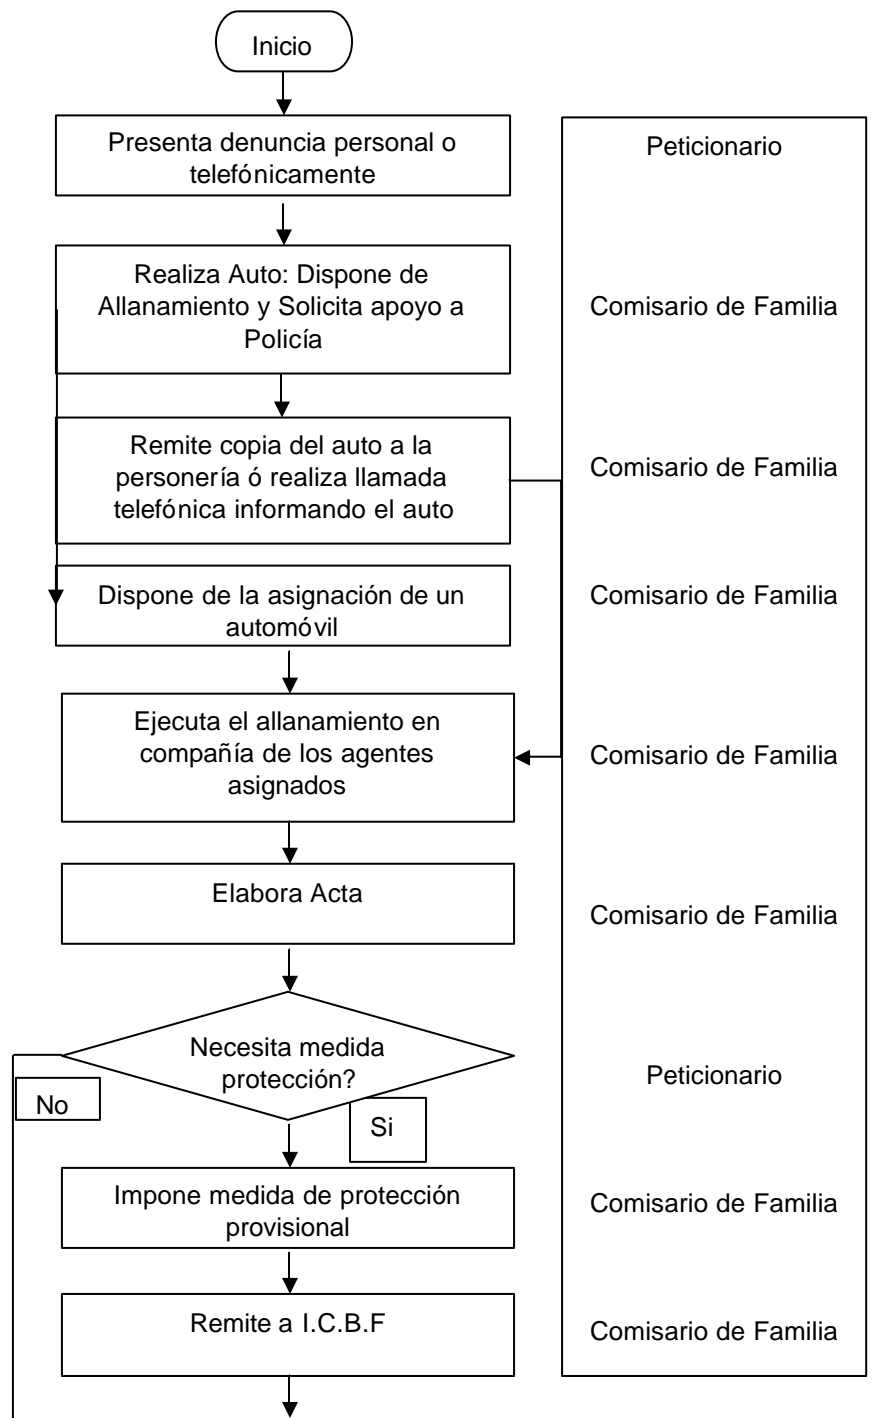 Inicio
Presenta denuncia personal o
telefónicamente
Peticionario
Realiza Auto: Dispone de
Allanamiento y Solicita apoyo a
Policía
Comisario de Familia
Remite copia del auto a la
personería ó realiza llamada
telefónica informando el auto
Comisario de Familia
Dispone de la asignación de un
automóvil
Comisario de Familia
Ejecuta el allanamiento en
compañía de los agentes
asignados
Comisario de Familia
Elabora Acta
Comisario de Familia
Necesita medida
protección?
Peticionario
No
Si
Impone medida de protección
provisional
Comisario de Familia
Remite a I.C.B.F
Comisario de Familia